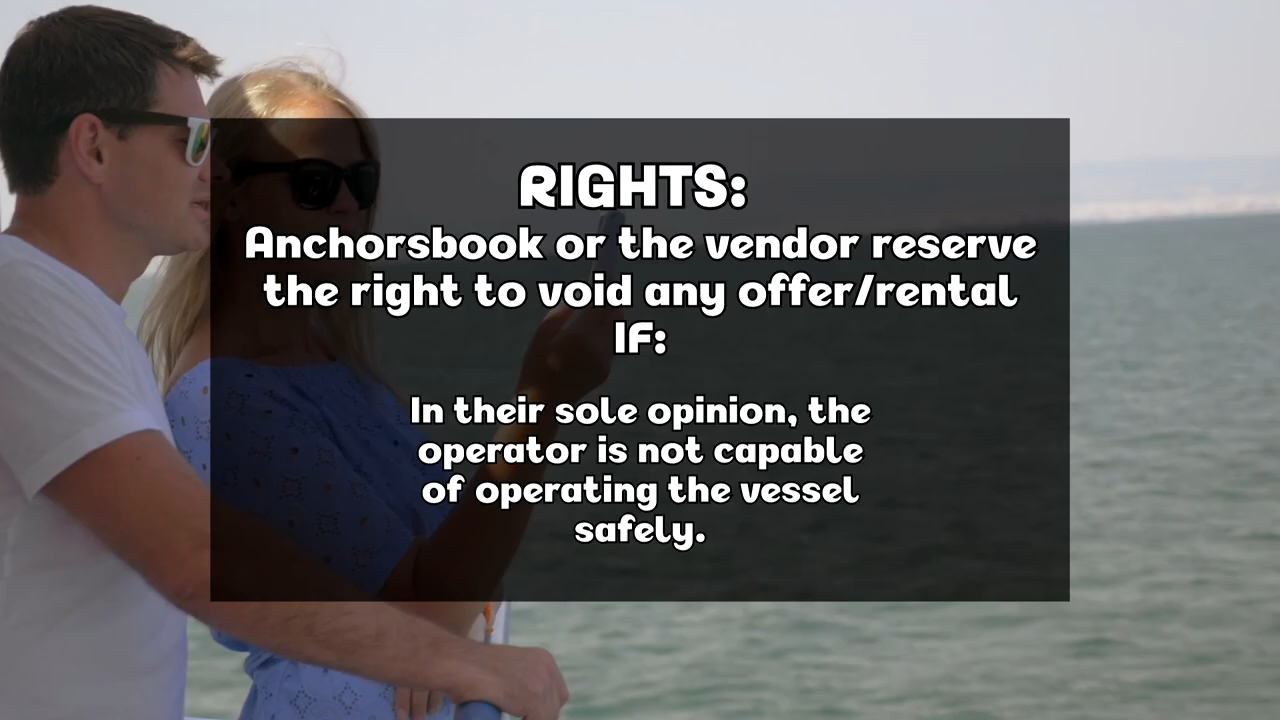 RIGHTS:
Anchorsbook or the vendor reserve
the right to void any offer/rental
IF:
In their sole opinion, the
operator is not capable
of operating the vessel
safely.